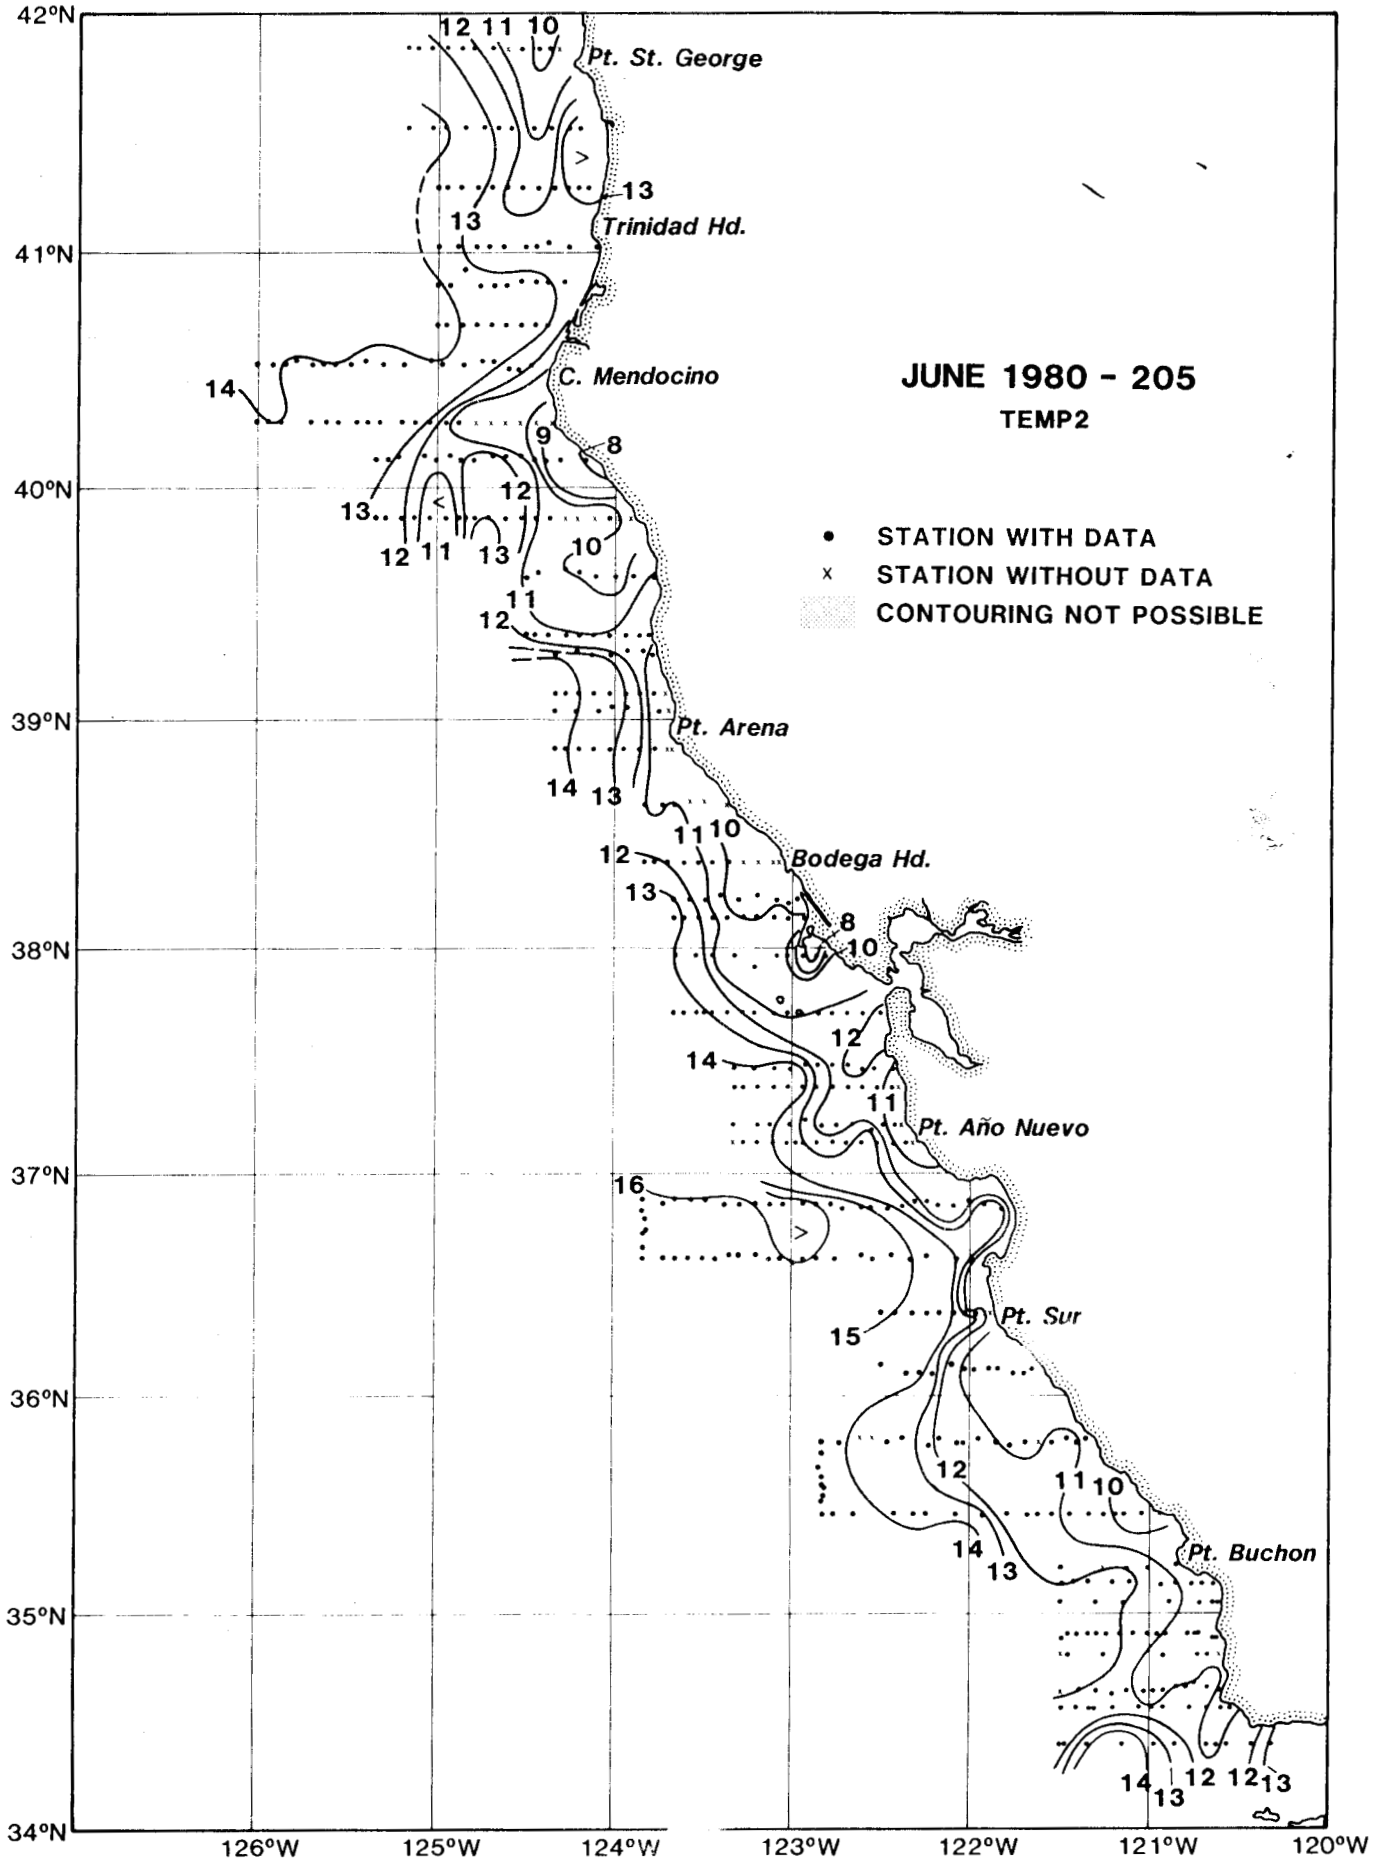 42°N
12 11 10
Pt. St. George
>
13
13
Trinidad Hd.
41°N
C. Mendocino
JUNE 1980 - 205
14
TEMP2
9
8
40°N
12
<
13
12 11 13
10
• STATION WITH DATA
x STATION WITHOUT DATA
CONTOURING NOT POSSIBLE
11
12
39°N
Pt. Arena
14 13
11 10
12
Bodega Hd.
13
8
10
38°N
12
14
11
Pt. Año Nuevo
37°N
16
>
15
Pt. Sur
36°N
12
11 10
14
13
Pt. Buchon
35°N
14 13 12 12 13
34°N
126°W 125°W 124°W 123°W 122°W 121°W 120°W